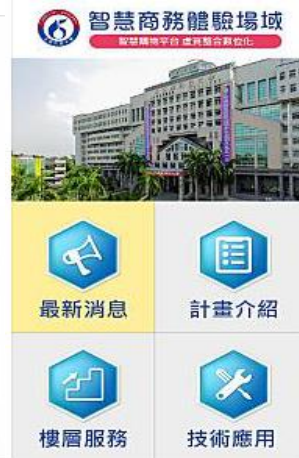 智慧商務體驗場域
智慧購物平台 虛實整合數位化
最新消息
計畫介紹
樓層服務
技術應用